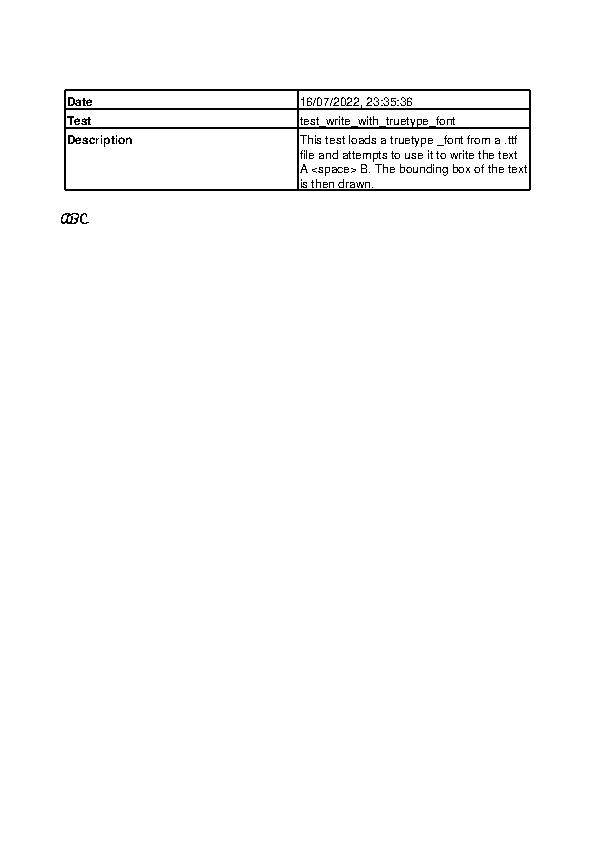 Date 16/07/2022, 23:35:36
Test test_write_with_truetype_font
Description This test loads a truetype _font from a .ttf
file and attempts to use it to write the text
A <space> B. The bounding box of the text
is then drawn.